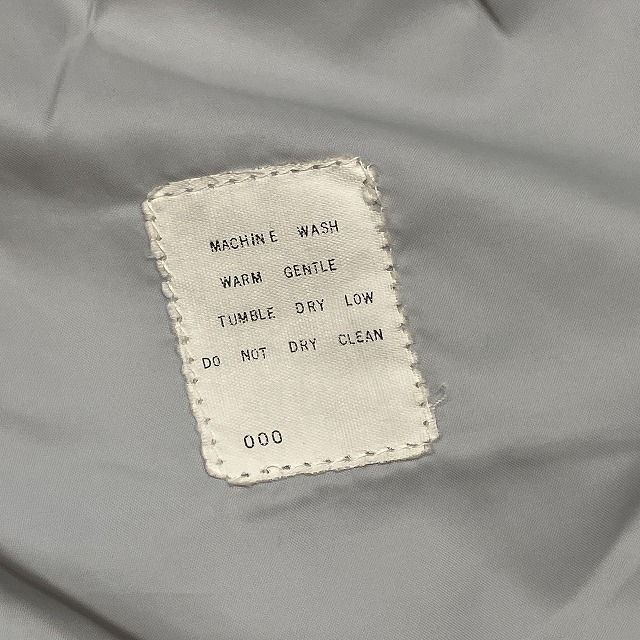 MACHINE WASH
WARM GENTLE
TUMBLE DRY LOW
DO NOT DRY CLEAN
000